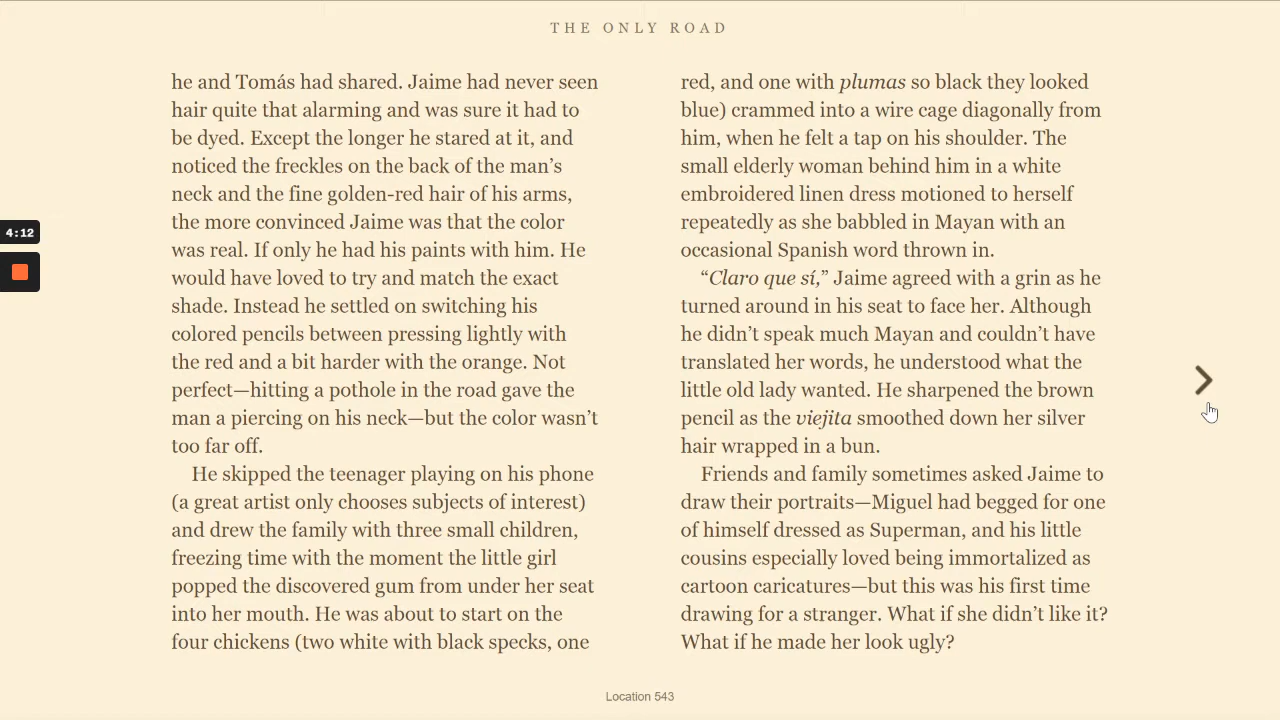 THE ONLY ROAD
he and Tomás had shared. Jaime had never seen
hair quite that alarming and was sure it had to
be dyed. Except the longer he stared at it, and
noticed the freckles on the back of the man’s
neck and the fine golden-red hair of his arms,
the more convinced Jaime was that the color
was real. If only he had his paints with him. He
would have loved to try and match the exact
shade. Instead he settled on switching his
colored pencils between pressing lightly with
the red and a bit harder with the orange. Not
perfect—hitting a pothole in the road gave the
man a piercing on his neck—but the color wasn’t
too far off.
He skipped the teenager playing on his phone
(a great artist only chooses subjects of interest)
and drew the family with three small children,
freezing time with the moment the little girl
popped the discovered gum from under her seat
into her mouth. He was about to start on the
four chickens (two white with black specks, one
red, and one with plumas so black they looked
blue) crammed into a wire cage diagonally from
him, when he felt a tap on his shoulder. The
small elderly woman behind him in a white
embroidered linen dress motioned to herself
repeatedly as she babbled in Mayan with an
occasional Spanish word thrown in.
“Claro que sí,” Jaime agreed with a grin as he
turned around in his seat to face her. Although
he didn’t speak much Mayan and couldn’t have
translated her words, he understood what the
little old lady wanted. He sharpened the brown
pencil as the viejita smoothed down her silver
hair wrapped in a bun.
Friends and family sometimes asked Jaime to
draw their portraits—Miguel had begged for one
of himself dressed as Superman, and his little
cousins especially loved being immortalized as
cartoon caricatures—but this was his first time
drawing for a stranger. What if she didn’t like it?
What if he made her look ugly?
4:12
Location 543